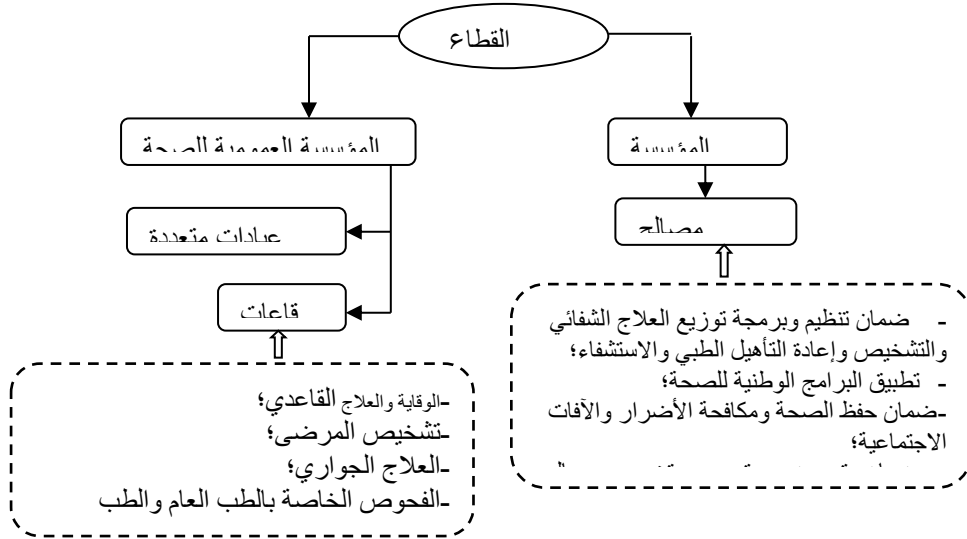 القطاع
المؤسسة
المؤسسة العمومية للصحة
مصالح
عيادات متعددة
قاعات
- ضمان تنظيم وبرمجة توزيع العلاج الشفائي
والتشخيص وإعادة التأهيل الطبي والاستشفاء؛
- تطبيق البرامج الوطنية للصحة؛
-ضمان حفظ الصحة ومكافحة الأضرار والآفات
الاجتماعية؛
-الوقاية والعلاج القاعدي؛
-تشخيص المرضى؛
-العلاج الجواري؛
-الفحوص الخاصة بالطب العام والطب